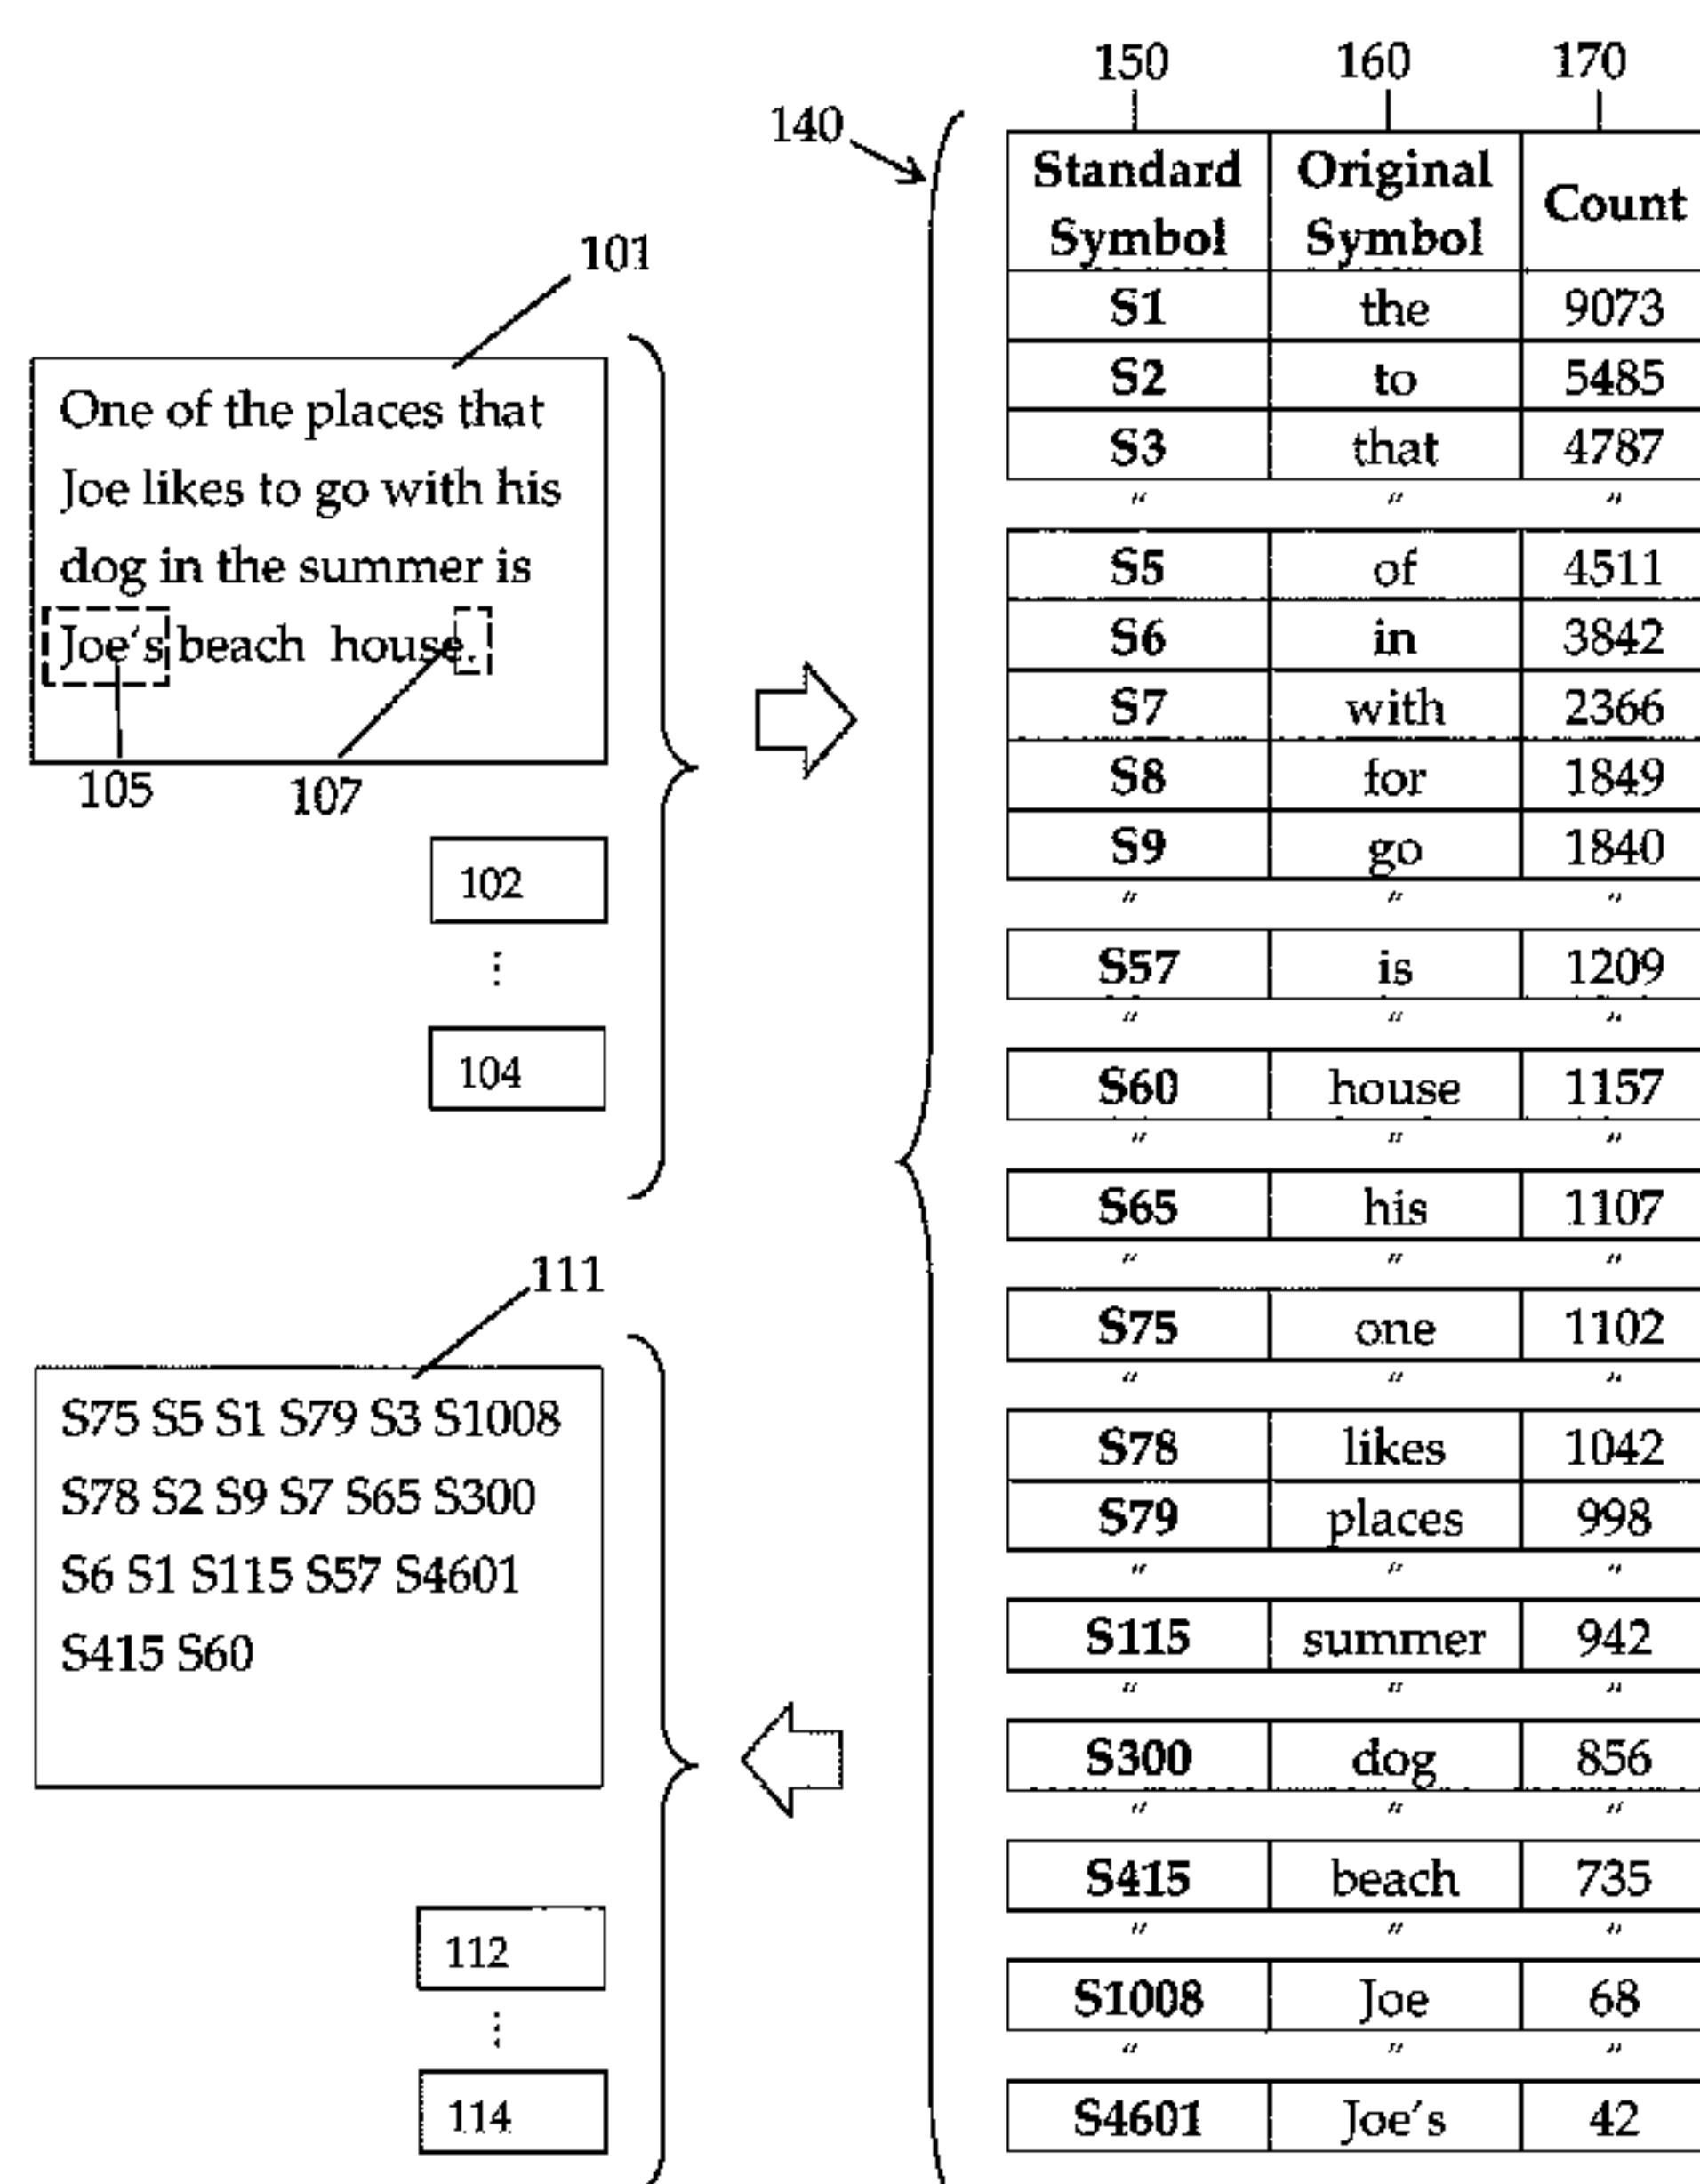 101
One of the places that
Joe likes to go with his
dog in the summer is
Joe's beach house.
105 107
102
⋮
104
111
S75 S5 S1 S79 S3 S1008
S78 S2 S9 S7 S65 S300
S6 S1 S115 S57 S4601
S415 S60
112
⋮
114
140
150 160 170
Standard Symbol Original Symbol Count
S1 the 9073
S2 to 5485
S3 that 4787
" " "
S5 of 4511
S6 in 3842
S7 with 2366
S8 for 1849
S9 go 1840
" " "
S57 is 1209
" " "
S60 house 1157
" " "
S65 his 1107
" " "
S75 one 1102
" " "
S78 likes 1042
S79 places 998
" " "
S115 summer 942
" " "
S300 dog 856
" " "
S415 beach 735
" " "
S1008 Joe 68
" " "
S4601 Joe's 42